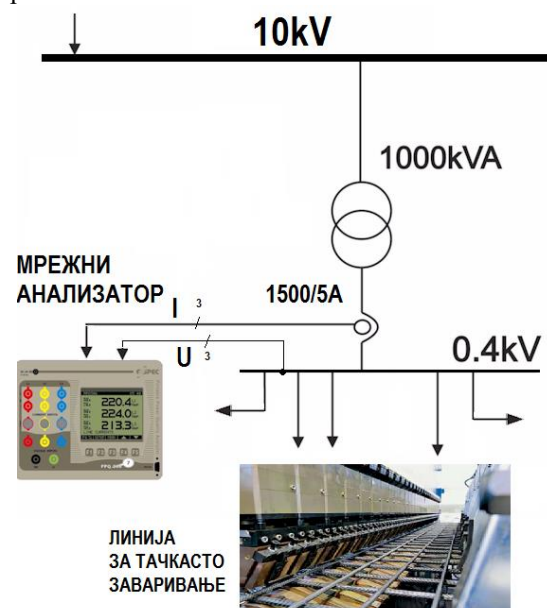 10kV
1000kVA
МРЕЖНИ
АНАЛИЗАТОР
I 3
1500/5A
U 3
0.4kV
220.4
224.0
213.3
ЛИНИЈА
ЗА ТАЧКАСТО
ЗАВАРИВАЊЕ